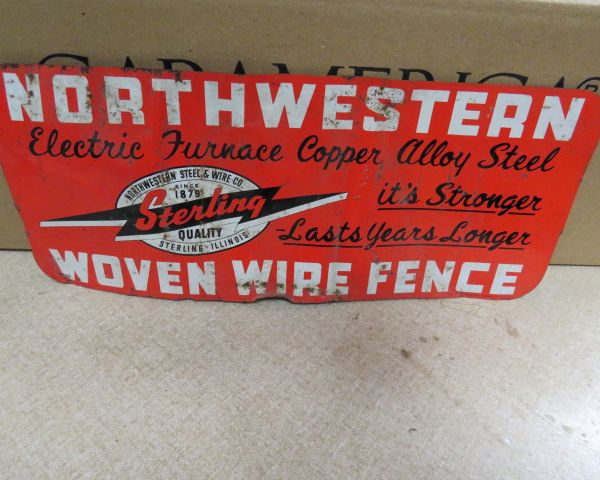 CARAMERICA®
NORTHWESTERN
Electric Furnace Copper Alloy Steel
NORTHWESTERN STEEL & WIRE CO.
SINCE
1879
Sterling
QUALITY
STERLING-ILLINOIS
it's Stronger
-Lasts Years Longer
WOVEN WIRE FENCE